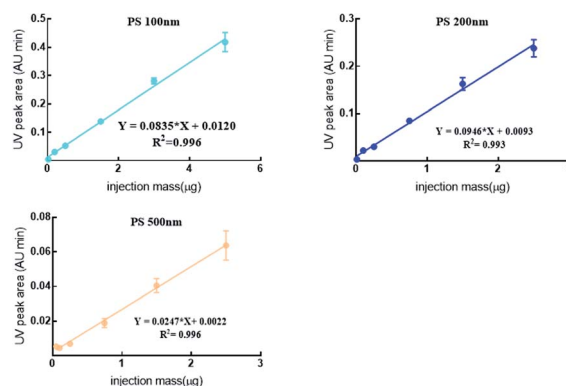 PS 100nm
UV peak area (AU min)
0.5
0.4
0.3
0.2
0.1
Y = 0.0835*X + 0.0120
R²=0.996
0 2 4 6
injection mass(μg)
PS 200nm
UV peak area (AU min)
0.3
0.2
0.1
Y = 0.0946*X + 0.0093
R²= 0.993
0 1 2
injection mass(μg)
PS 500nm
UV peak area (AU min)
0.08
0.06
0.04
0.02
Y = 0.0247*X+ 0.0022
R²= 0.996
0 1 2 3
injection mass(μg)